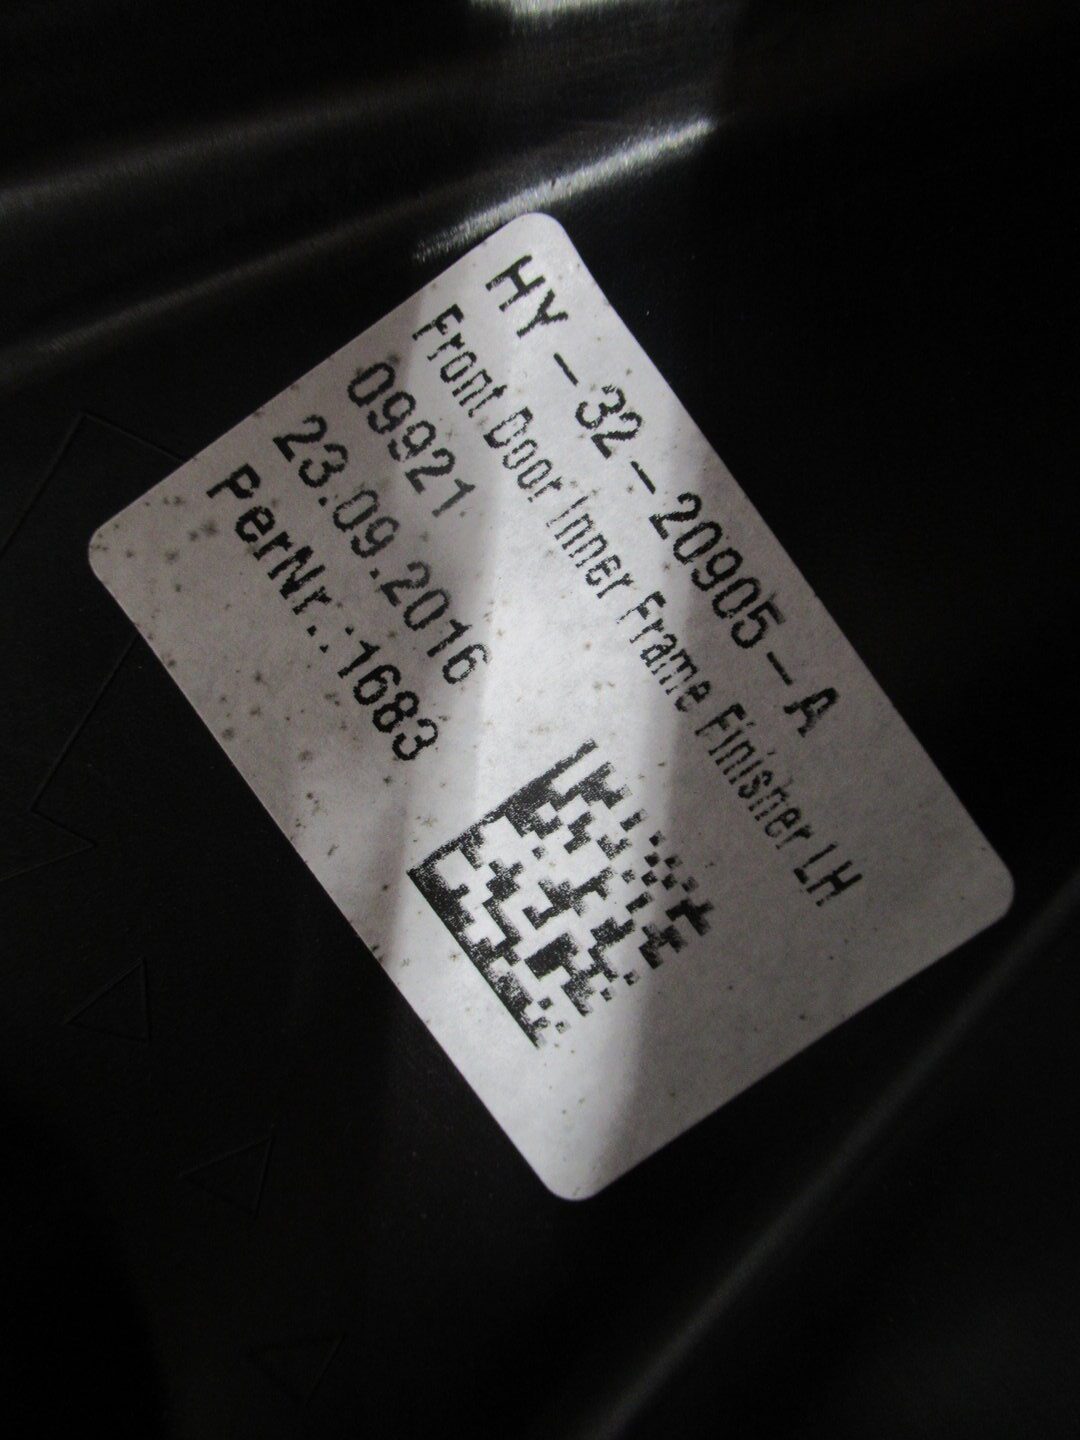 HY-32-20905-A
Front Door Inner Frame Finisher LH
09921
23.09.2016
PerNr.:1683